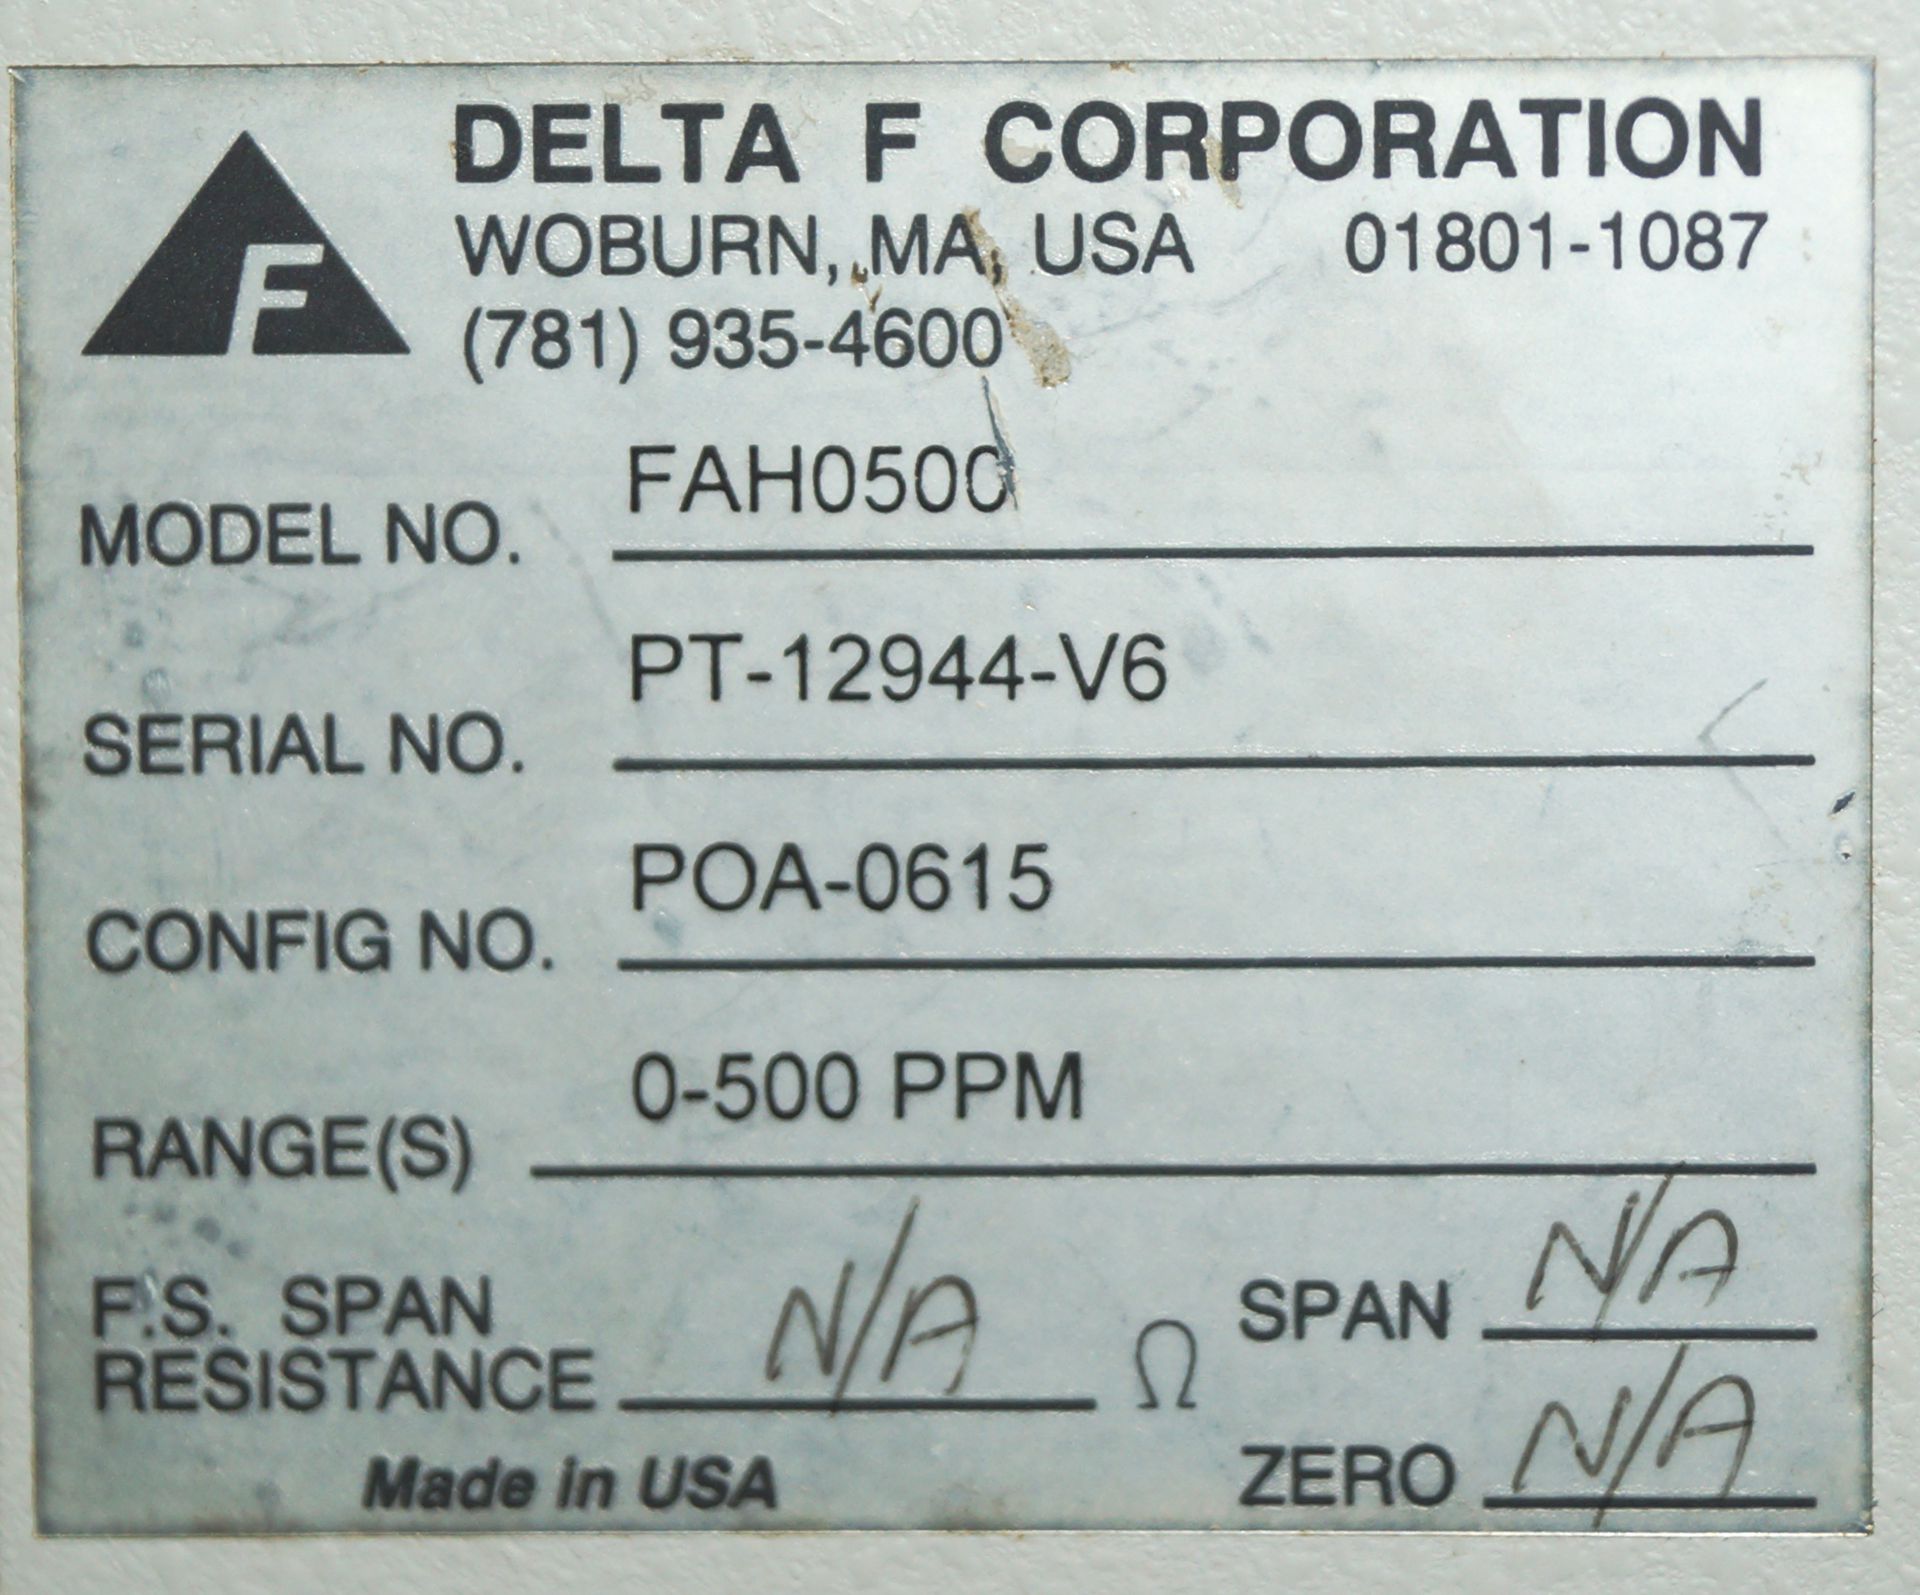 DELTA F CORPORATION
F
WOBURN, MA, USA 01801-1087
(781) 935-4600
MODEL NO. FAH0500
SERIAL NO. PT-12944-V6
CONFIG NO. POA-0615
RANGE(S) 0-500 PPM
F.S. SPAN
RESISTANCE N/A Ω SPAN N/A
ZERO N/A
Made in USA